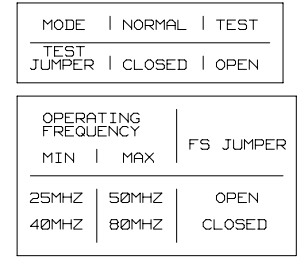 MODE | NORMAL | TEST
TEST
JUMPER | CLOSED | OPEN
OPERATING
FREQUENCY
FS JUMPER
MIN | MAX
25MHZ 50MHZ OPEN
40MHZ 80MHZ CLOSED